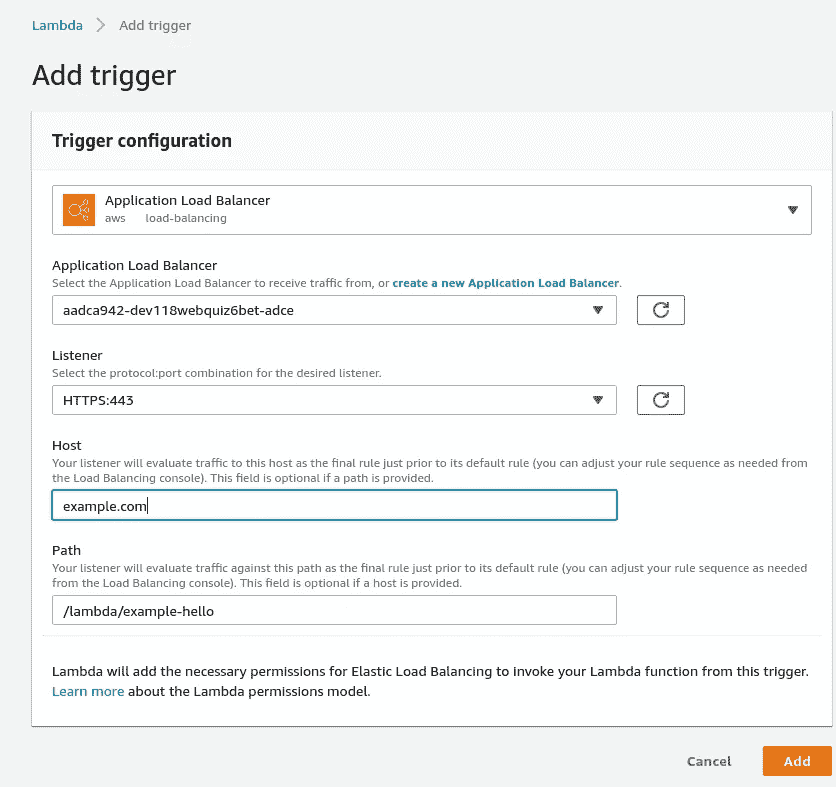 Lambda > Add trigger
Add trigger
Trigger configuration
Application Load Balancer
aws load-balancing
Application Load Balancer
Select the Application Load Balancer to receive traffic from, or create a new Application Load Balancer.
aadca942-dev118webquiz6bet-adce
Listener
Select the protocol:port combination for the desired listener.
HTTPS:443
Host
Your listener will evaluate traffic to this host as the final rule just prior to its default rule (you can adjust your rule sequence as needed from
the Load Balancing console). This field is optional if a path is provided.
example.com
Path
Your listener will evaluate traffic against this path as the final rule just prior to its default rule (you can adjust your rule sequence as needed
from the Load Balancing console). This field is optional if a host is provided.
/lambda/example-hello
Lambda will add the necessary permissions for Elastic Load Balancing to invoke your Lambda function from this trigger.
Learn more about the Lambda permissions model.
Cancel Add